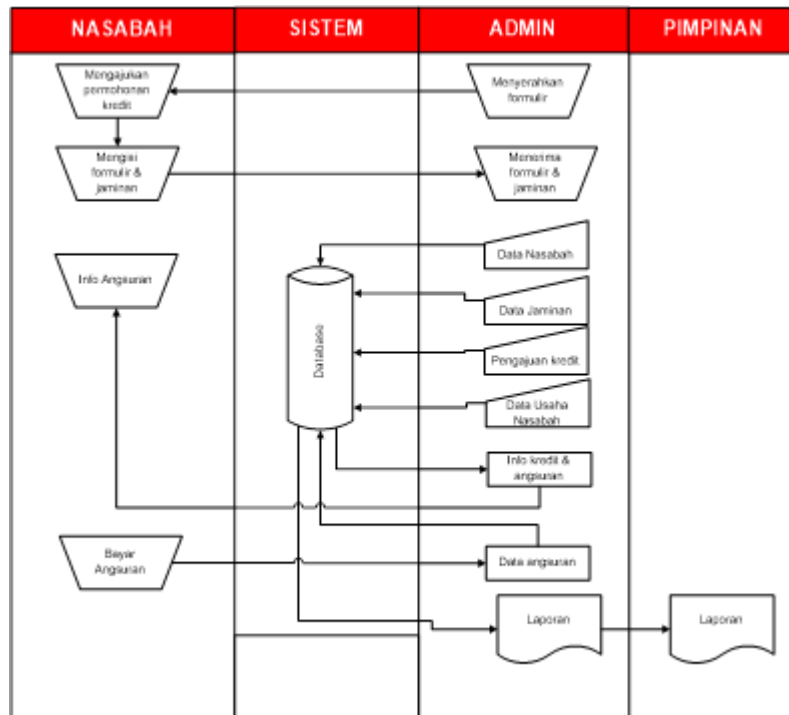 NASABAH
SISTEM
ADMIN
PIMPINAN
Mengajukan
permohonan
kredit
Menyerahkan
formulir
Mengisi
formulir &
jaminan
Menerima
formulir &
jaminan
Data Nasabah
Info Angsuran
Data Jaminan
Database
Pengajuan kredit
Data Usaha
Nasabah
Info kredit &
angsuran
Bayar
Angsuran
Data angsuran
Laporan
Laporan